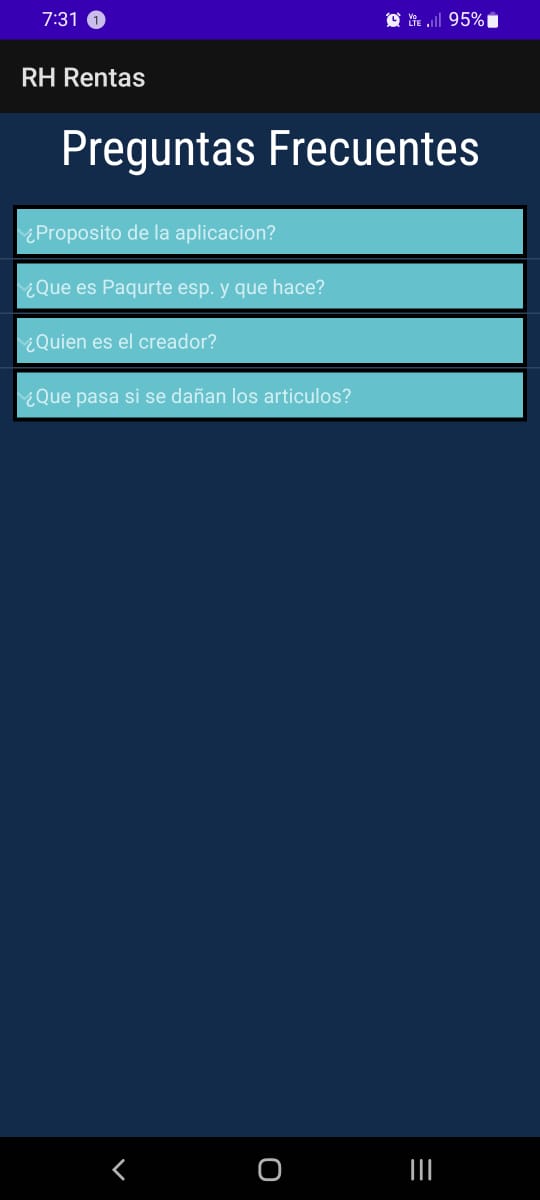 7:31 1 Vo LTE 95%
RH Rentas
Preguntas Frecuentes
¿Proposito de la aplicacion?
¿Que es Paqurte esp. y que hace?
¿Quien es el creador?
¿Que pasa si se dañan los articulos?